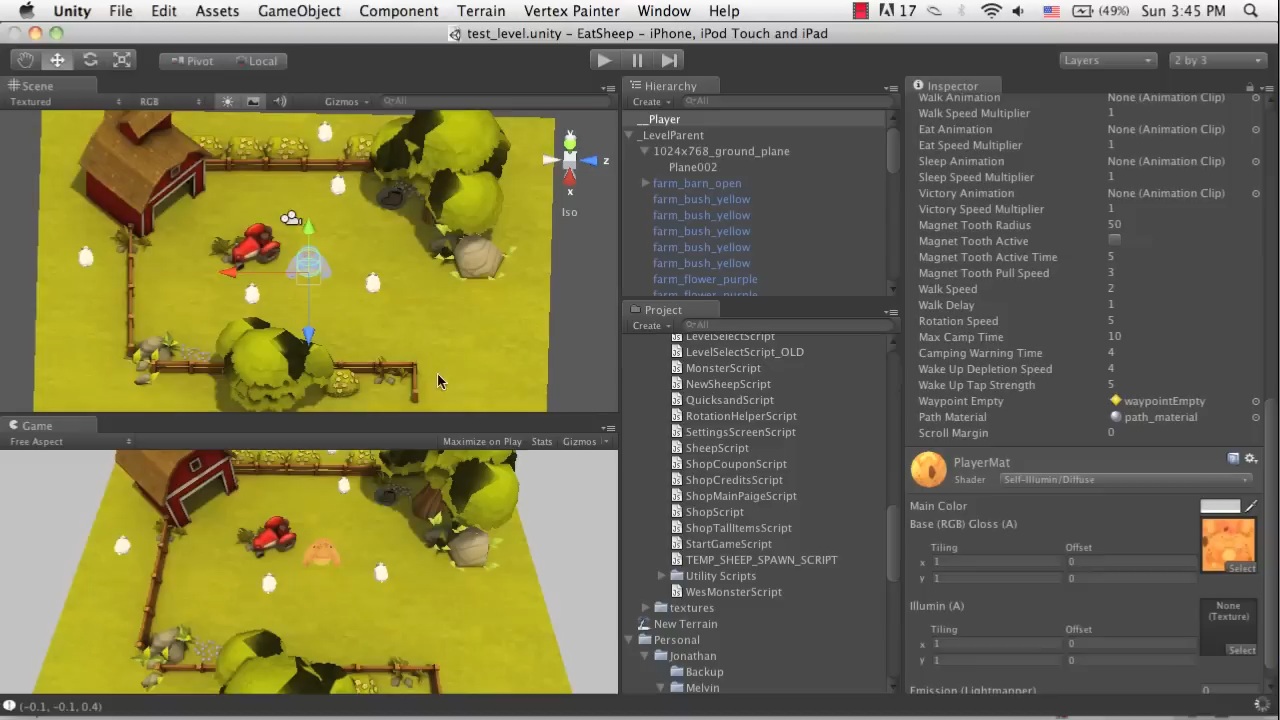 Unity File Edit Assets GameObject Component Terrain Vertex Painter Window Help 17 (49%) Sun 3:45 PM
test_level.unity – EatSheep – iPhone, iPod Touch and iPad
Pivot Local Layers 2 by 3
Scene
Textured RGB Gizmos All
y
z
x
Iso
Game
Free Aspect Maximize on Play Stats Gizmos
(-0.1, -0.1, 0.4)
Hierarchy
Create All
__Player
_LevelParent
1024x768_ground_plane
Plane002
farm_barn_open
farm_bush_yellow
farm_bush_yellow
farm_bush_yellow
farm_bush_yellow
farm_bush_yellow
farm_flower_purple
farm_flower_purple
Project
Create All
LevelSelectScript
LevelSelectScript_OLD
MonsterScript
NewSheepScript
QuicksandScript
RotationHelperScript
SettingsScreenScript
SheepScript
ShopCouponScript
ShopCreditsScript
ShopMainPaigeScript
ShopScript
ShopTallItemsScript
StartGameScript
TEMP_SHEEP_SPAWN_SCRIPT
Utility Scripts
WesMonsterScript
textures
New Terrain
Personal
Jonathan
Backup
Melvin
Inspector
Walk Animation None (Animation Clip)
Walk Speed Multiplier 1
Eat Animation None (Animation Clip)
Eat Speed Multiplier 1
Sleep Animation None (Animation Clip)
Sleep Speed Multiplier 1
Victory Animation None (Animation Clip)
Victory Speed Multiplier 1
Magnet Tooth Radius 50
Magnet Tooth Active
Magnet Tooth Active Time 5
Magnet Tooth Pull Speed 3
Walk Speed 2
Walk Delay 1
Rotation Speed 5
Max Camp Time 10
Camping Warning Time 4
Wake Up Depletion Speed 4
Wake Up Tap Strength 5
Waypoint Empty waypointEmpty
Path Material path_material
Scroll Margin 0
PlayerMat
Shader Self-Illumin/Diffuse
Main Color
Base (RGB) Gloss (A)
Tiling Offset
x 1 0
y 1 0
Select
Illumin (A)
None (Texture)
Tiling Offset
x 1 0
y 1 0
Select
Emission (Lightmapper) 0